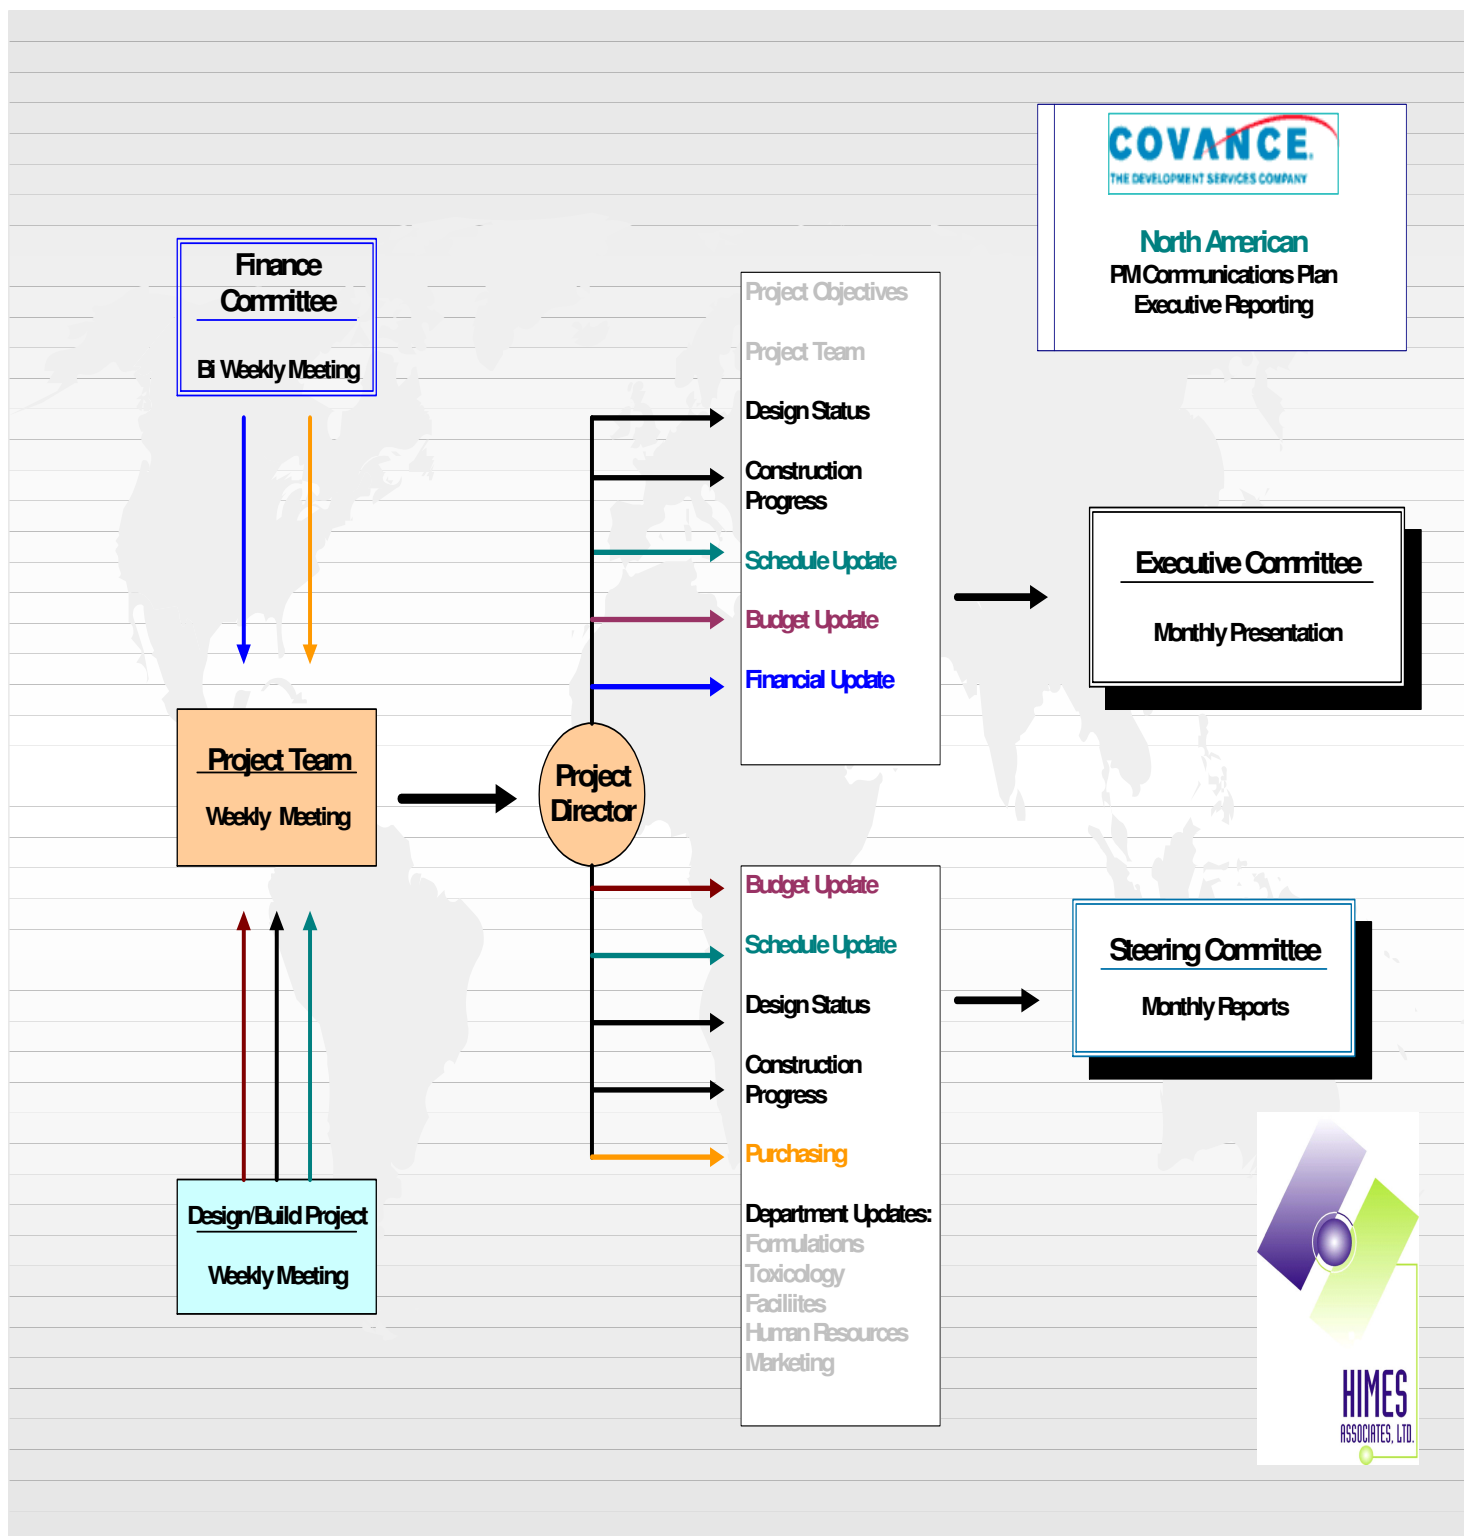 COVANCE®
THE DEVELOPMENT SERVICES COMPANY
North American
PM Communications Plan
Executive Reporting
Finance
Committee
Bi Weekly Meeting
Project Team
Weekly Meeting
Design/Build Project
Weekly Meeting
Project
Director
Project Objectives
Project Team
Design Status
Construction
Progress
Schedule Update
Budget Update
Financial Update
Executive Committee
Monthly Presentation
Budget Update
Schedule Update
Design Status
Construction
Progress
Purchasing
Department Updates:
Formulations
Toxicology
Faciliites
Human Resources
Marketing
Steering Committee
Monthly Reports
HIMES
ASSOCIATES, LTD.